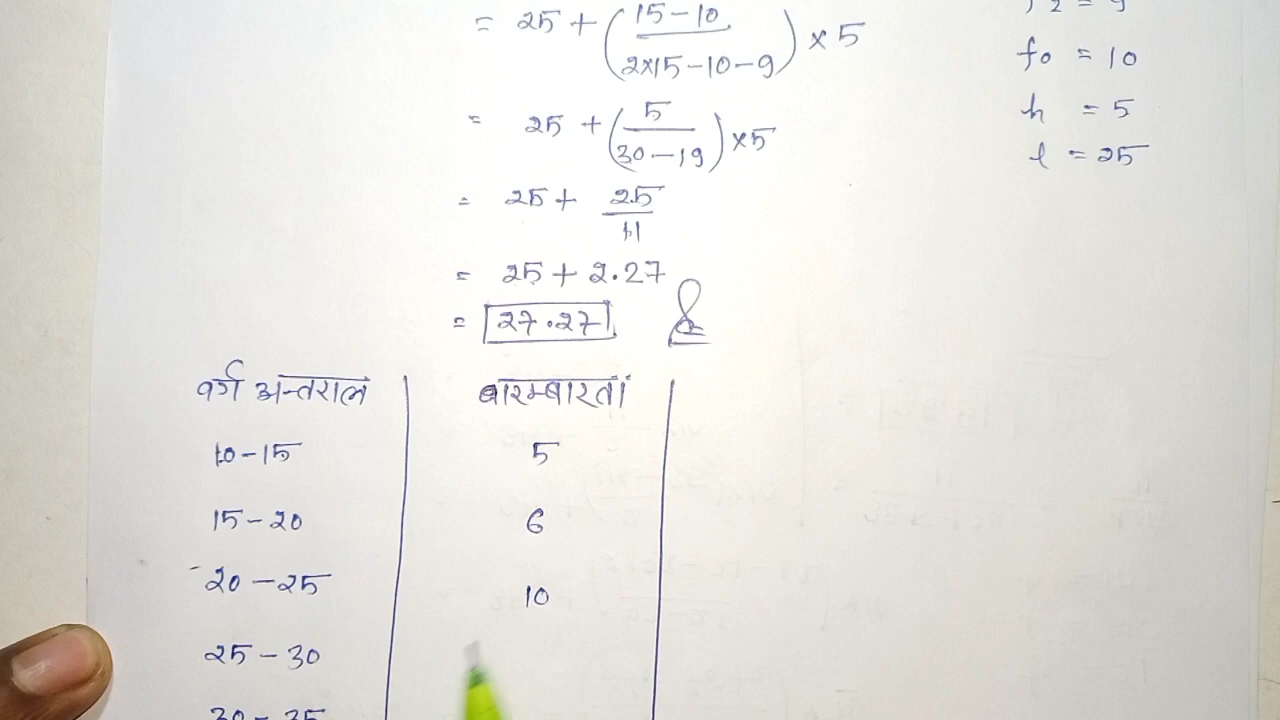 = 25 + (15-10 / 2×15-10-9) × 5
f0 = 10
= 25 + (5 / 30-19) × 5
h = 5
l = 25
= 25 + 25/11
= 25 + 2.27
= 27.27
वर्ग अन्तराल बारम्बारता
10-15 5
15-20 6
20-25 10
25-30
30-35